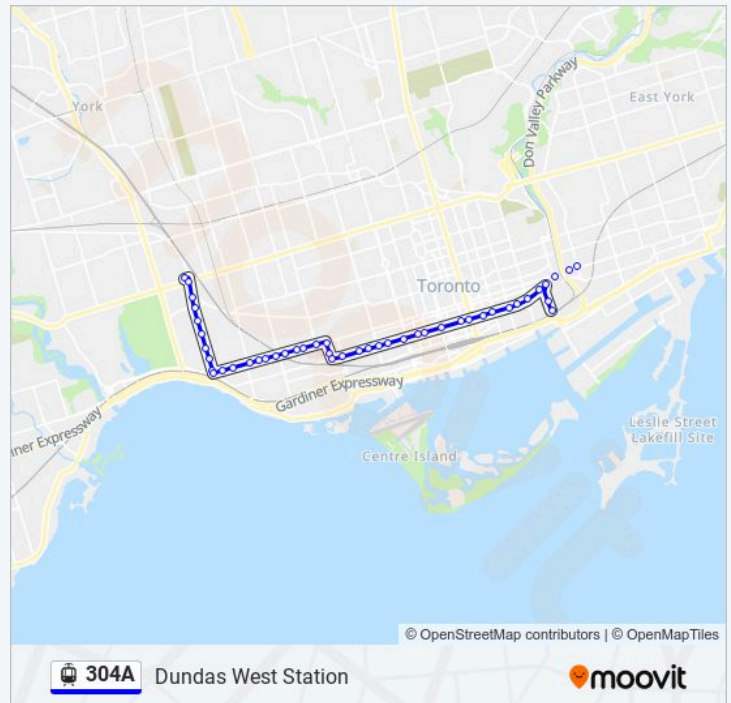 York
East York
Don Valley Parkway
Toronto
Gardiner Expressway
iner Expressway
Leslie Street
Lakefill Site
Centre Island
© OpenStreetMap contributors | © OpenMapTiles
304A Dundas West Station
moovit